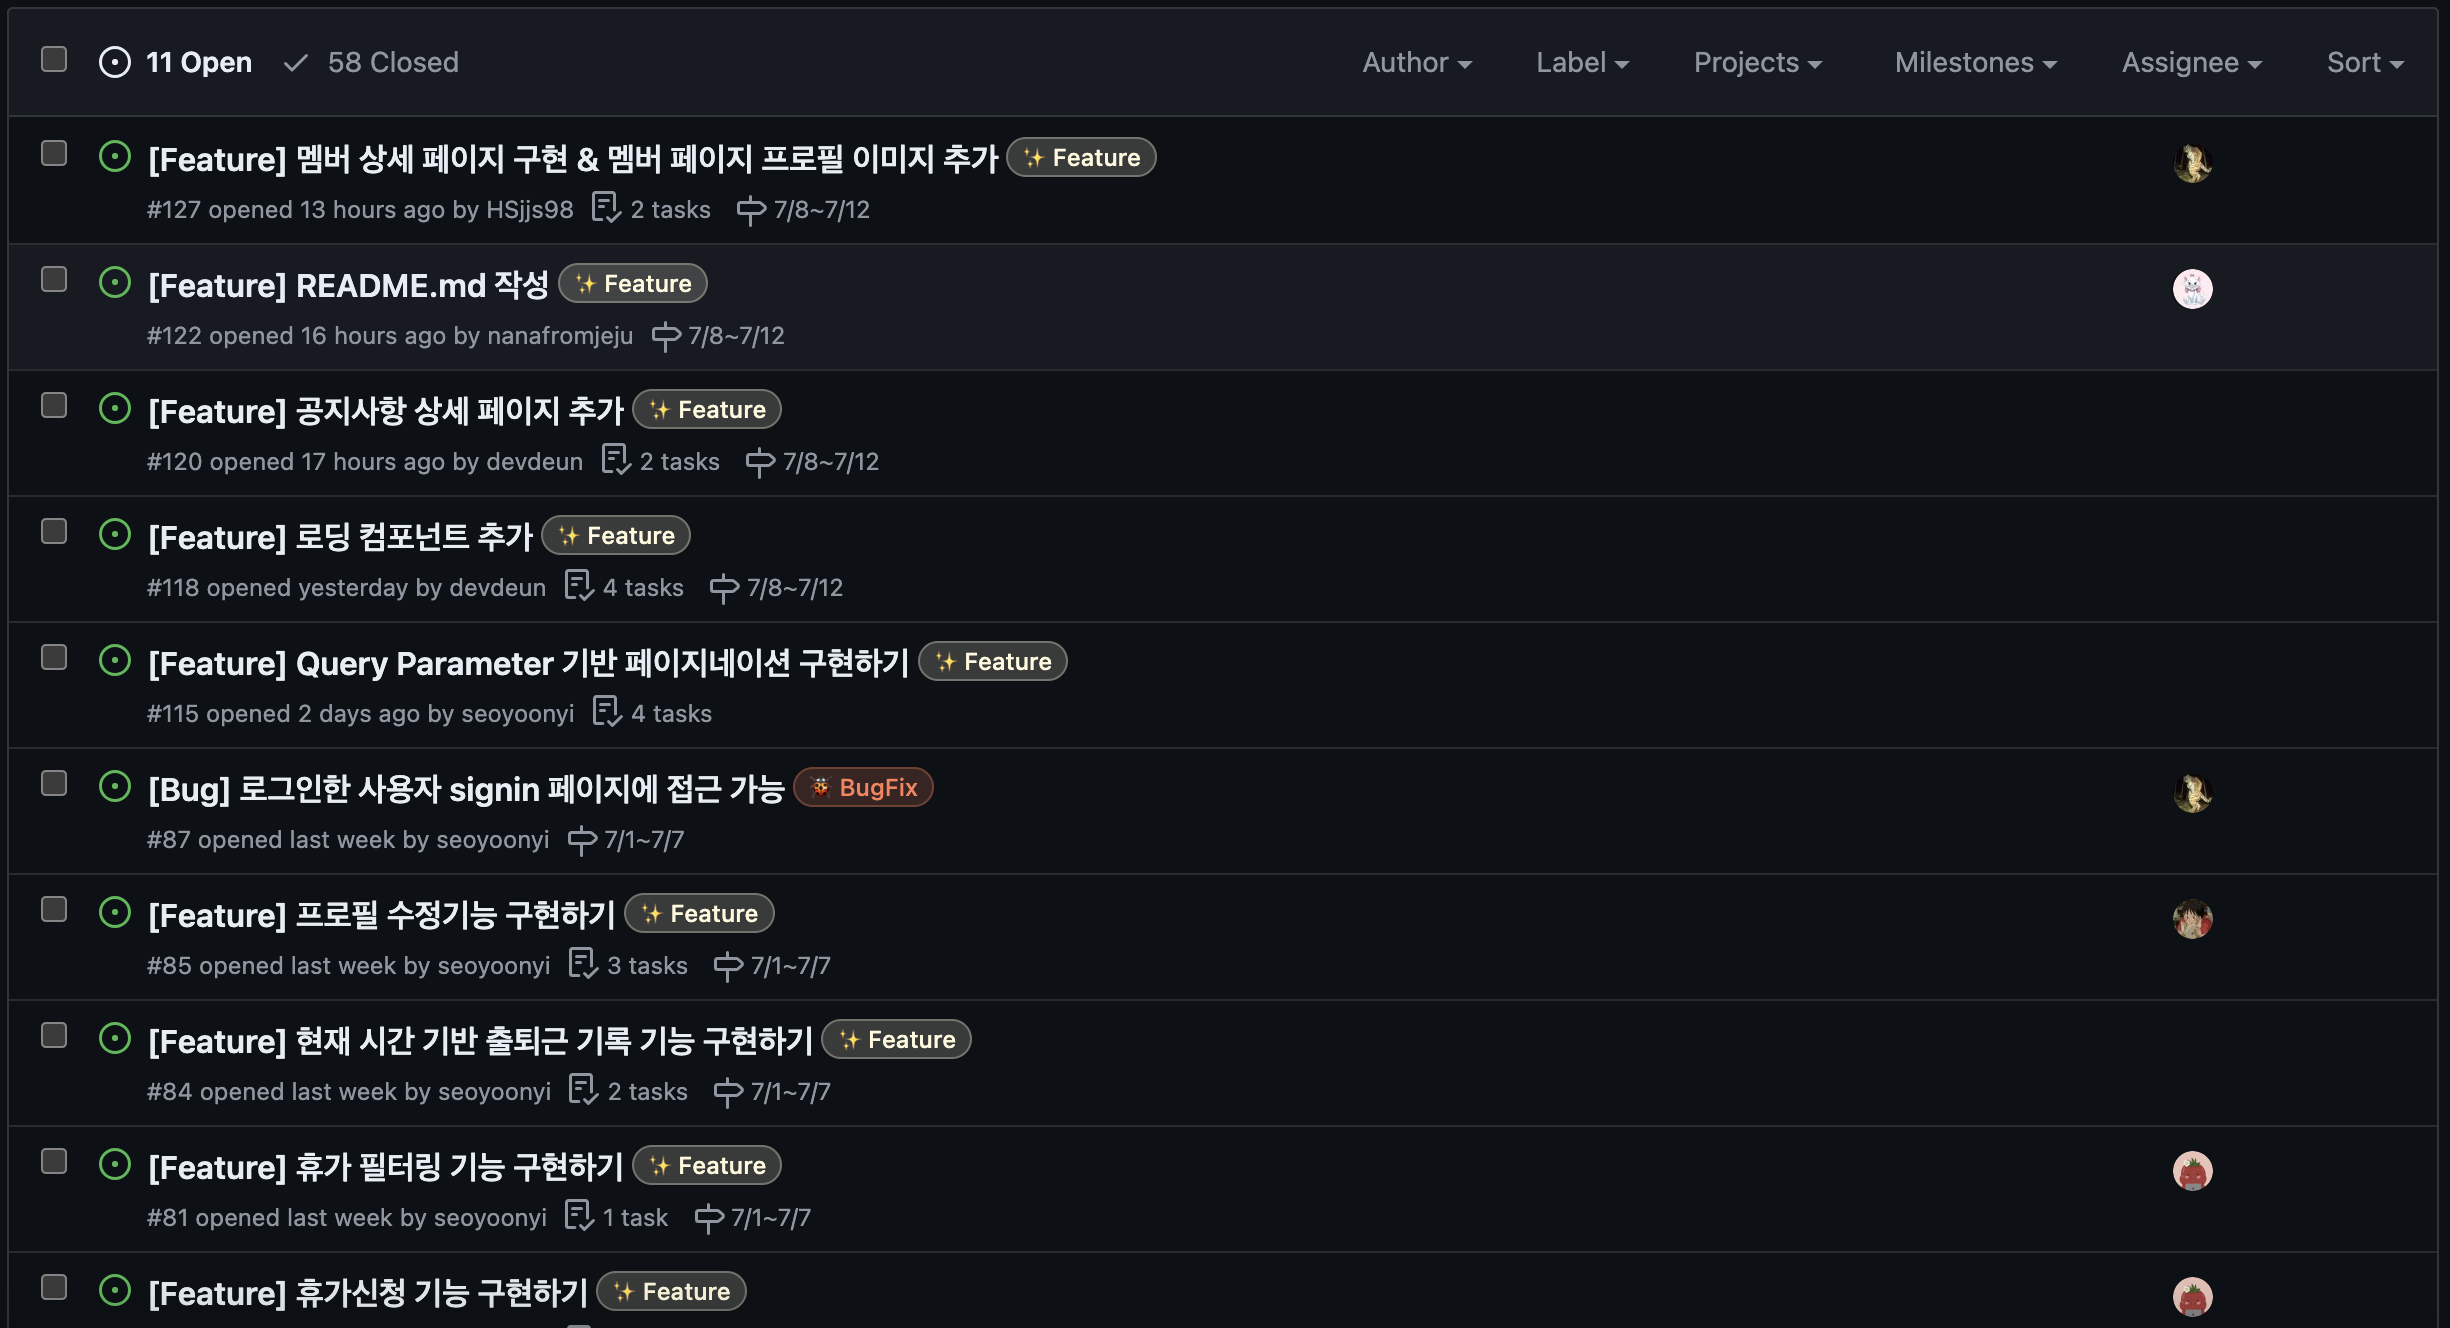 11 Open 58 Closed Author Label Projects Milestones Assignee Sort
[Feature] 멤버 상세 페이지 구현 & 멤버 페이지 프로필 이미지 추가 ✨ Feature
#127 opened 13 hours ago by HSjjs98 2 tasks 7/8~7/12
[Feature] README.md 작성 ✨ Feature
#122 opened 16 hours ago by nanafromjeju 7/8~7/12
[Feature] 공지사항 상세 페이지 추가 ✨ Feature
#120 opened 17 hours ago by devdeun 2 tasks 7/8~7/12
[Feature] 로딩 컴포넌트 추가 ✨ Feature
#118 opened yesterday by devdeun 4 tasks 7/8~7/12
[Feature] Query Parameter 기반 페이지네이션 구현하기 ✨ Feature
#115 opened 2 days ago by seoyoonyi 4 tasks
[Bug] 로그인한 사용자 signin 페이지에 접근 가능 🐞 BugFix
#87 opened last week by seoyoonyi 7/1~7/7
[Feature] 프로필 수정기능 구현하기 ✨ Feature
#85 opened last week by seoyoonyi 3 tasks 7/1~7/7
[Feature] 현재 시간 기반 출퇴근 기록 기능 구현하기 ✨ Feature
#84 opened last week by seoyoonyi 2 tasks 7/1~7/7
[Feature] 휴가 필터링 기능 구현하기 ✨ Feature
#81 opened last week by seoyoonyi 1 task 7/1~7/7
[Feature] 휴가신청 기능 구현하기 ✨ Feature